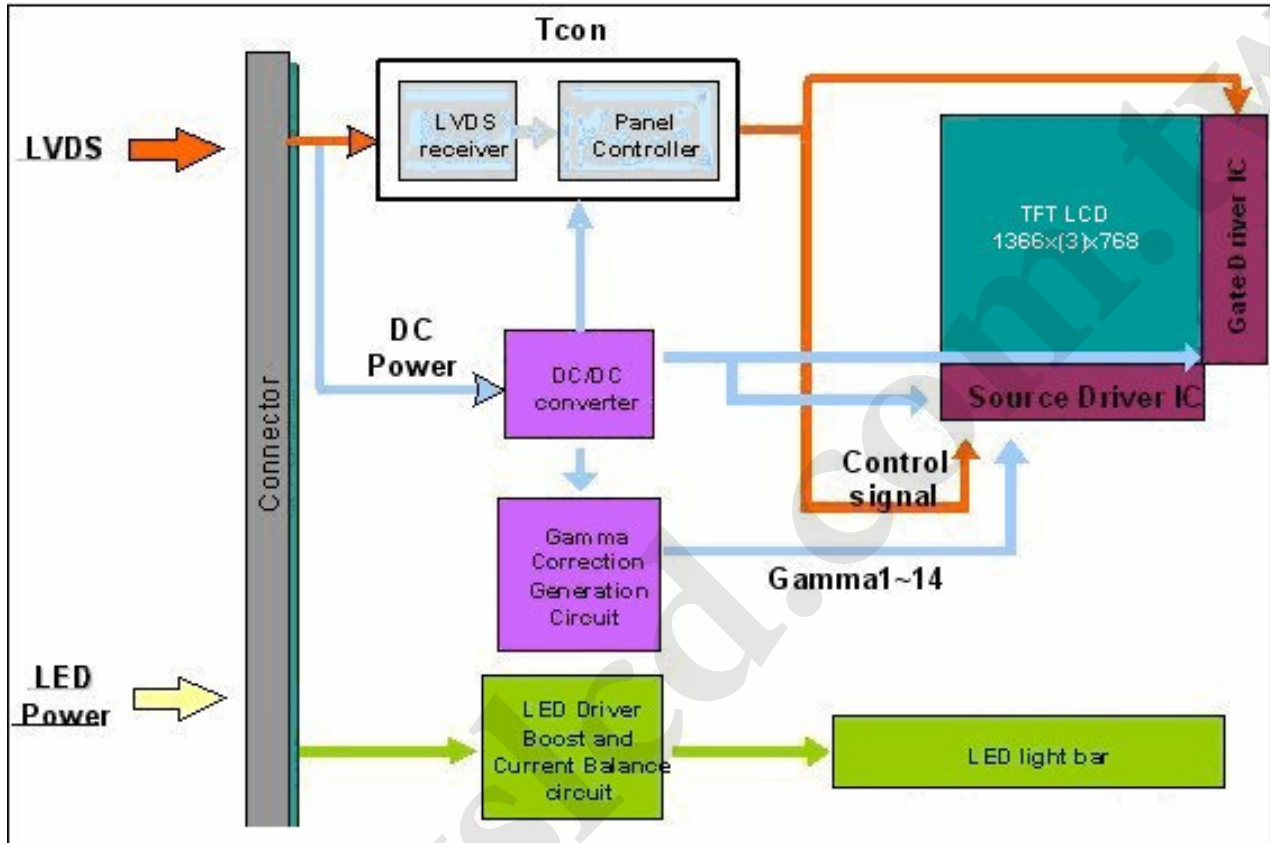 Tcon
LVDS
LVDS
receiver
Panel
Controller
TFT LCD
1366x(3)x768
Gate Driver IC
Source Driver IC
DC
Power
DC/DC
converter
Connector
Control
signal
Gamma
Correction
Generation
Circuit
Gamma1~14
LED
Power
LED Driver
Boost and
Current Balance
circuit
LED light bar